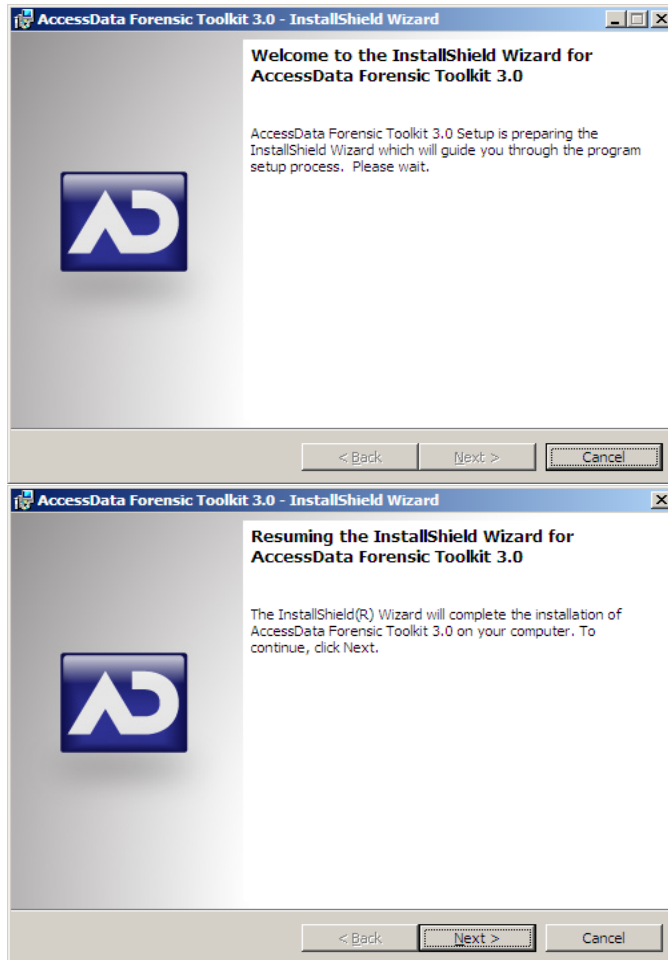 AccessData Forensic Toolkit 3.0 - InstallShield Wizard
Welcome to the InstallShield Wizard for
AccessData Forensic Toolkit 3.0
AccessData Forensic Toolkit 3.0 Setup is preparing the
InstallShield Wizard which will guide you through the program
setup process.  Please wait.
AD
< Back
Next >
Cancel
AccessData Forensic Toolkit 3.0 - InstallShield Wizard
Resuming the InstallShield Wizard for
AccessData Forensic Toolkit 3.0
The InstallShield(R) Wizard will complete the installation of
AccessData Forensic Toolkit 3.0 on your computer. To
continue, click Next.
AD
< Back
Next >
Cancel